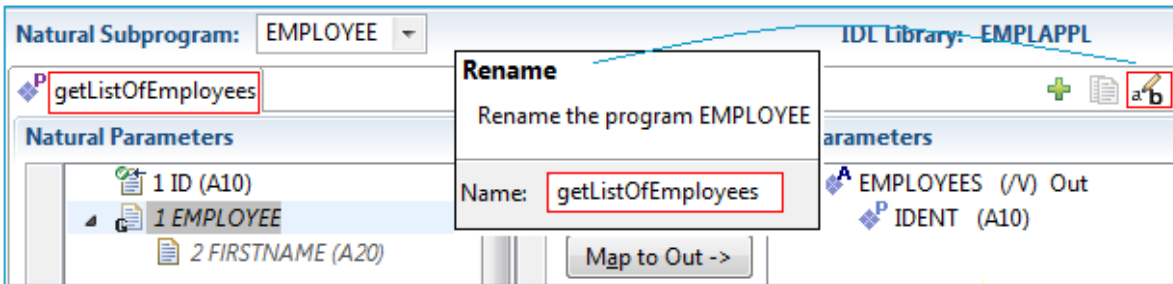 Natural Subprogram: EMPLOYEE IDL Library: EMPLAPPL
getListOfEmployees
Rename
Rename the program EMPLOYEE
Name: getListOfEmployees
Natural Parameters
1 ID (A10)
1 EMPLOYEE
2 FIRSTNAME (A20)
Map to Out ->
arameters
EMPLOYEES (/V) Out
IDENT (A10)